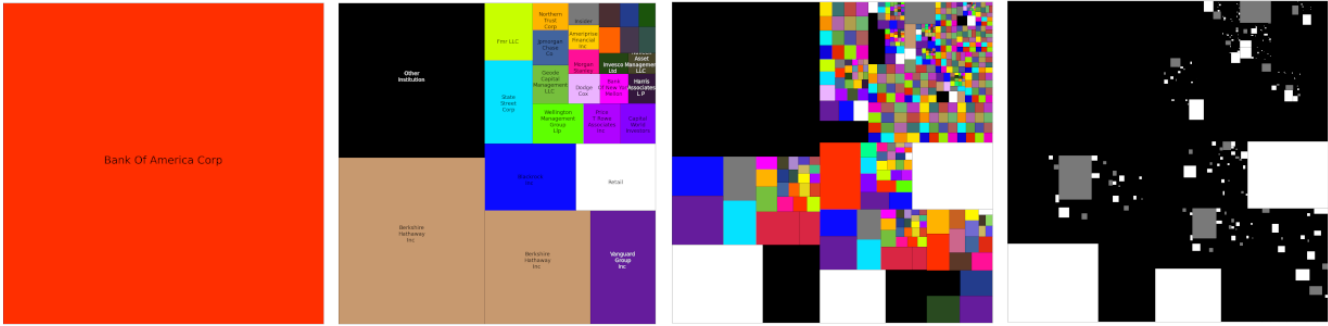 Bank Of America Corp
Other
Institution
Berkshire
Hathaway
Inc
Fmr LLC
State
Street
Corp
Northern
Trust
Corp
Jpmorgan
Chase
Co
Geode
Capital
Management
LLC
Wellington
Management
Group
Llp
Insider
Ameriprise
Financial
Inc
Morgan
Stanley
Dodge
Cox
Invesco
Ltd
Asset
Management
LLC
Bank
Of New York
Mellon
Harris
Associates
L P
Price
T Rowe
Associates
Inc
Capital
World
Investors
Blackrock
Inc
Retail
Berkshire
Hathaway
Inc
Vanguard
Group
Inc